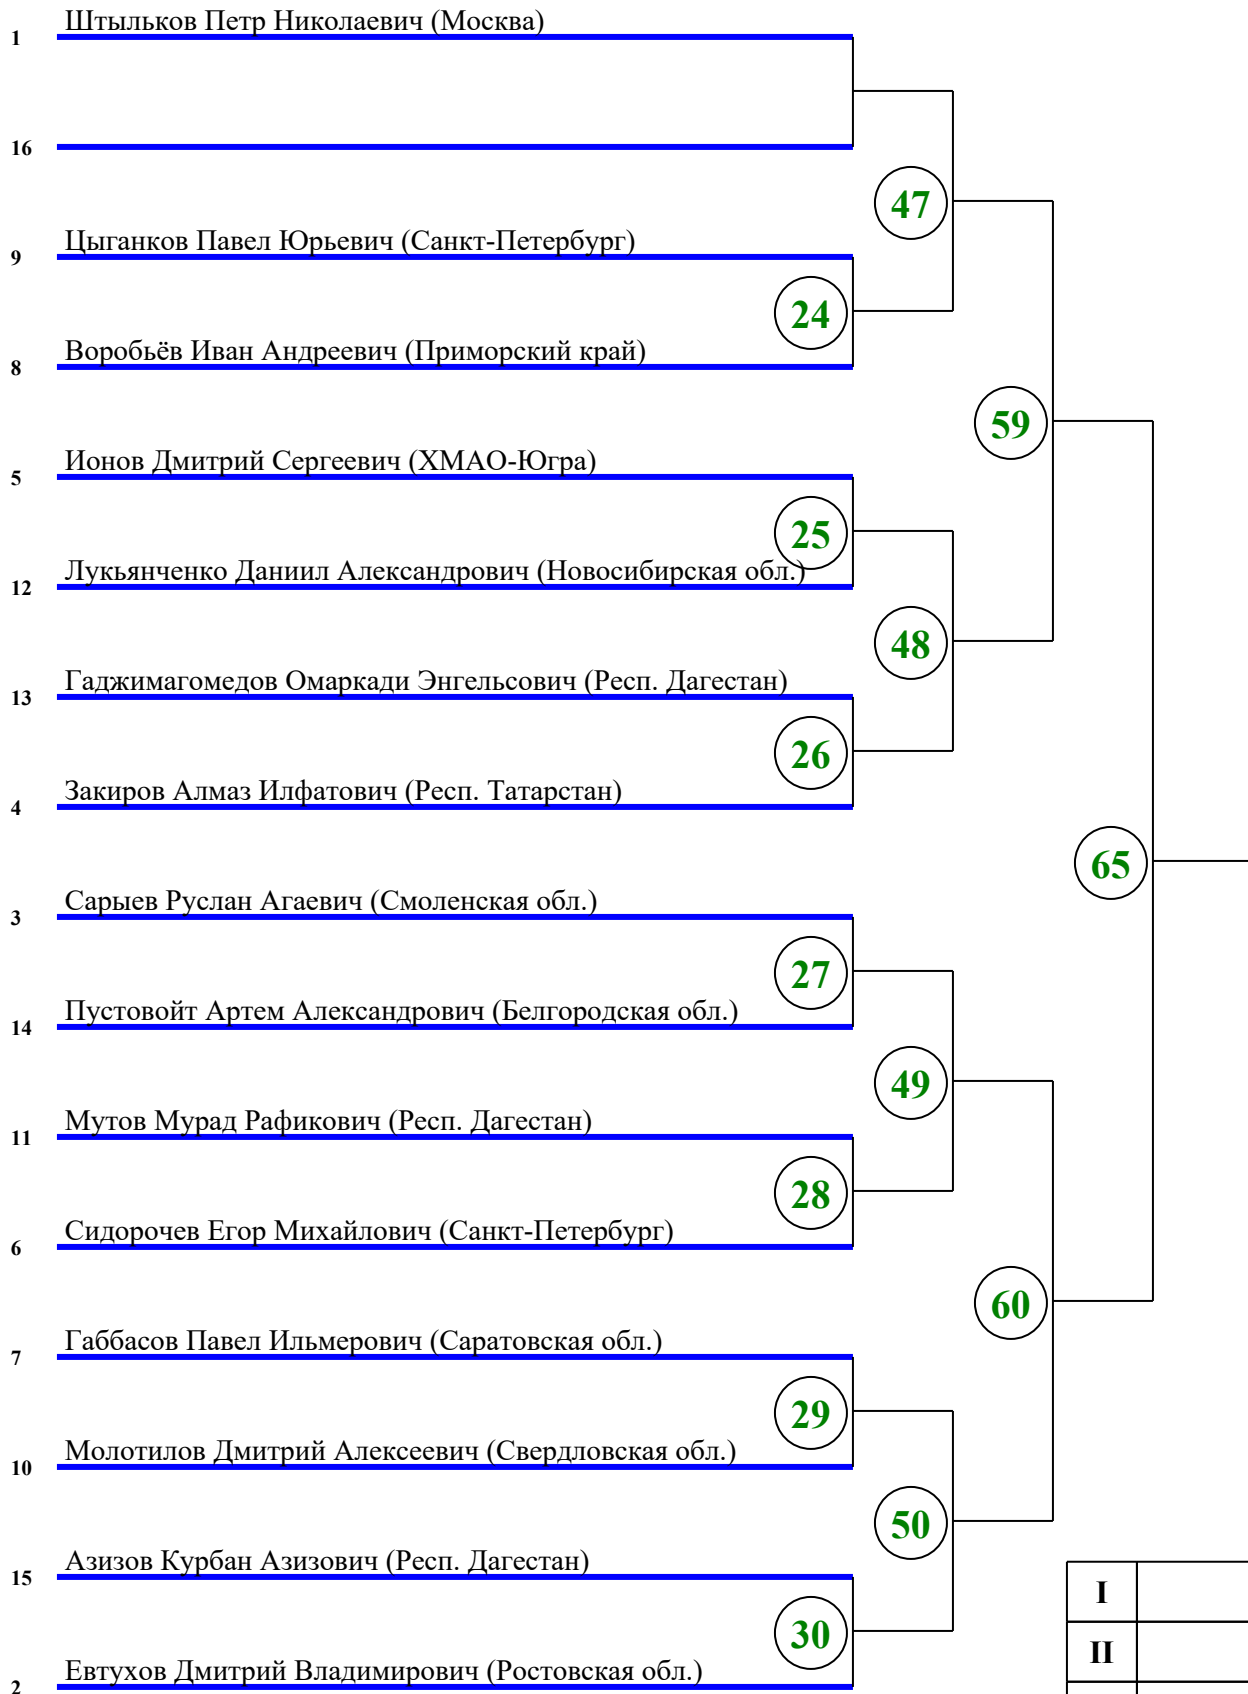 Штыльков Петр Николаевич (Москва)
1
16
47
Цыганков Павел Юрьевич (Санкт-Петербург)
9
24
Воробьёв Иван Андреевич (Приморский край)
8
59
Ионов Дмитрий Сергеевич (ХМАО-Югра)
5
25
Лукьянченко Даниил Александрович (Новосибирская обл.)
12
48
Гаджимагомедов Омаркади Энгельсович (Респ. Дагестан)
13
26
Закиров Алмаз Илфатович (Респ. Татарстан)
4
65
Сарыев Руслан Агаевич (Смоленская обл.)
3
27
Пустовойт Артем Александрович (Белгородская обл.)
14
49
Мутов Мурад Рафикович (Респ. Дагестан)
11
28
Сидорочев Егор Михайлович (Санкт-Петербург)
6
60
Габбасов Павел Ильмерович (Саратовская обл.)
7
29
Молотилов Дмитрий Алексеевич (Свердловская обл.)
10
50
Азизов Курбан Азизович (Респ. Дагестан)
15
I
30
II
Евтухов Дмитрий Владимирович (Ростовская обл.)
2